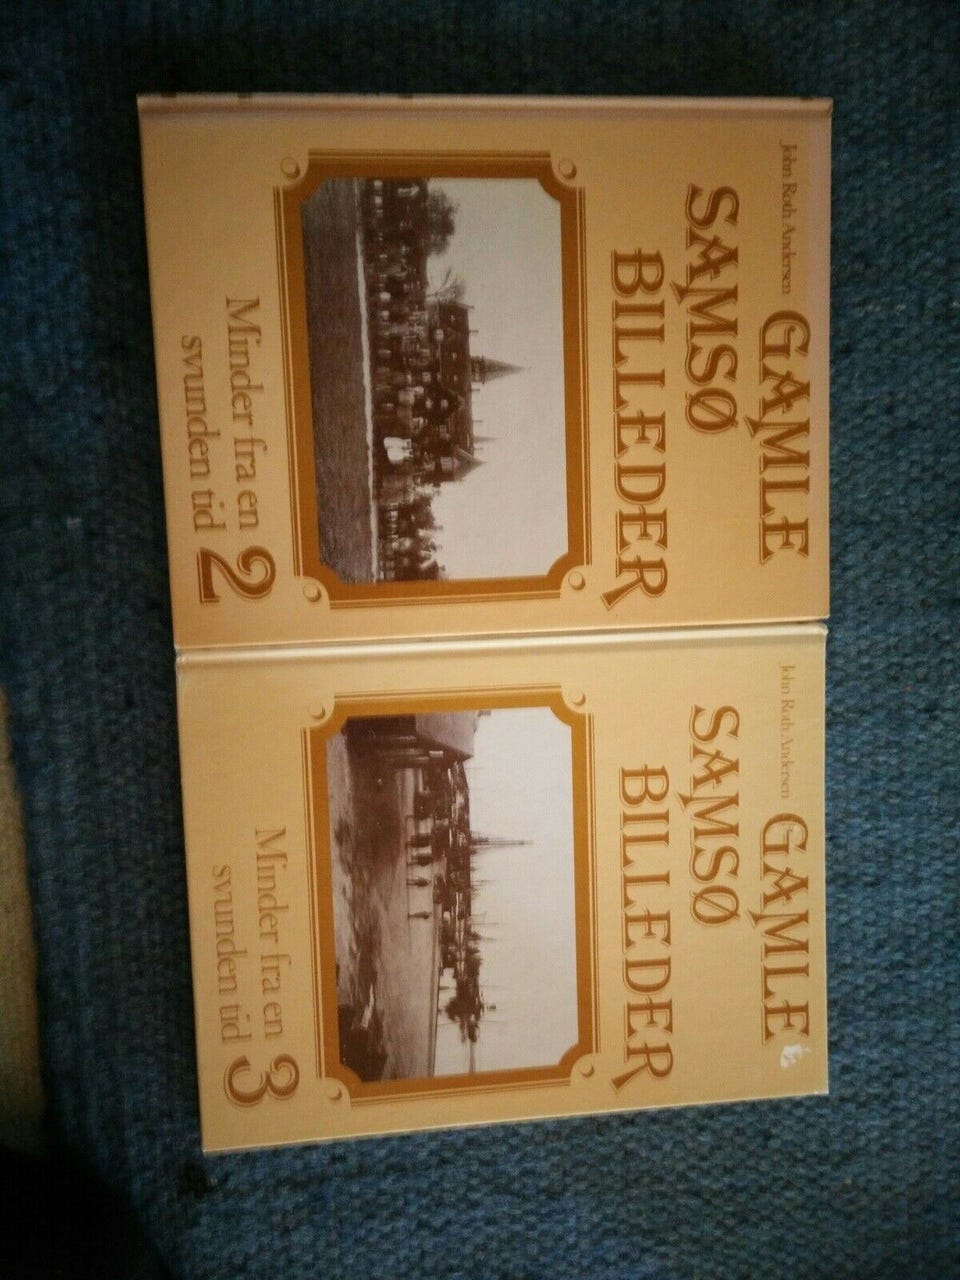 John Roth Andersen
GAMLE
SAMSØ
BILLEDER
Minder fra en
svunden tid 2
John Roth Andersen
GAMLE
SAMSØ
BILLEDER
Minder fra en
svunden tid 3